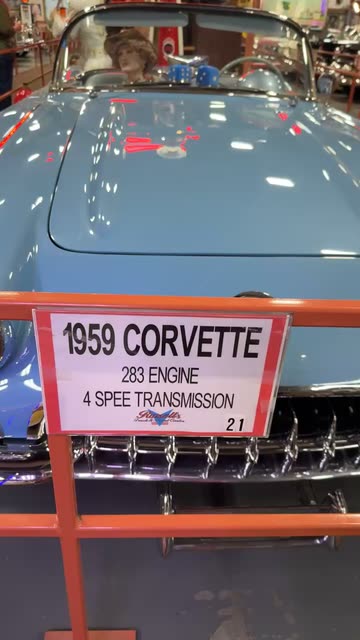 1959 CORVETTE
283 ENGINE
4 SPEE TRANSMISSION
21